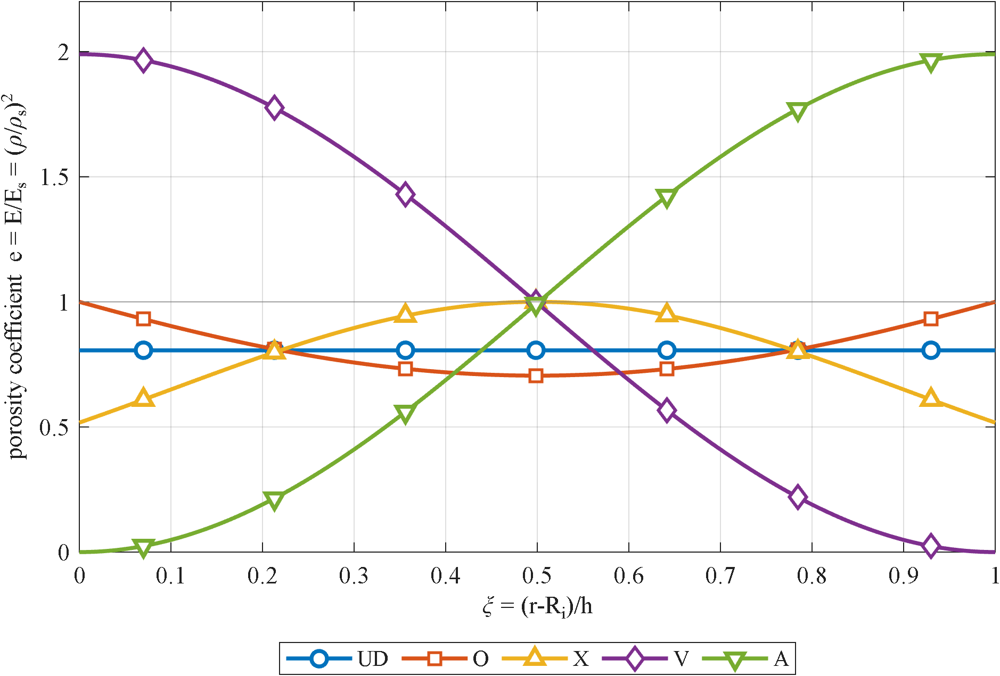 porosity coefficient e = E/Eₛ = (ρ/ρₛ)²
2
1.5
1
0.5
0
0 0.1 0.2 0.3 0.4 0.5 0.6 0.7 0.8 0.9 1
ξ = (r-Rᵢ)/h
UD O X V A